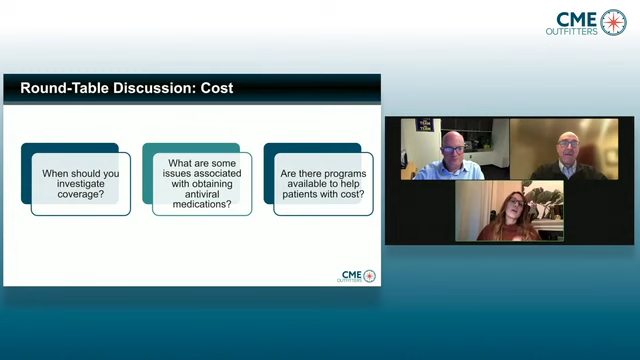 CME
OUTFITTERS
Round-Table Discussion: Cost
When should you
investigate
coverage?
What are some
issues associated
with obtaining
antiviral
medications?
Are there programs
available to help
patients with cost?
CME
OUTFITTERS